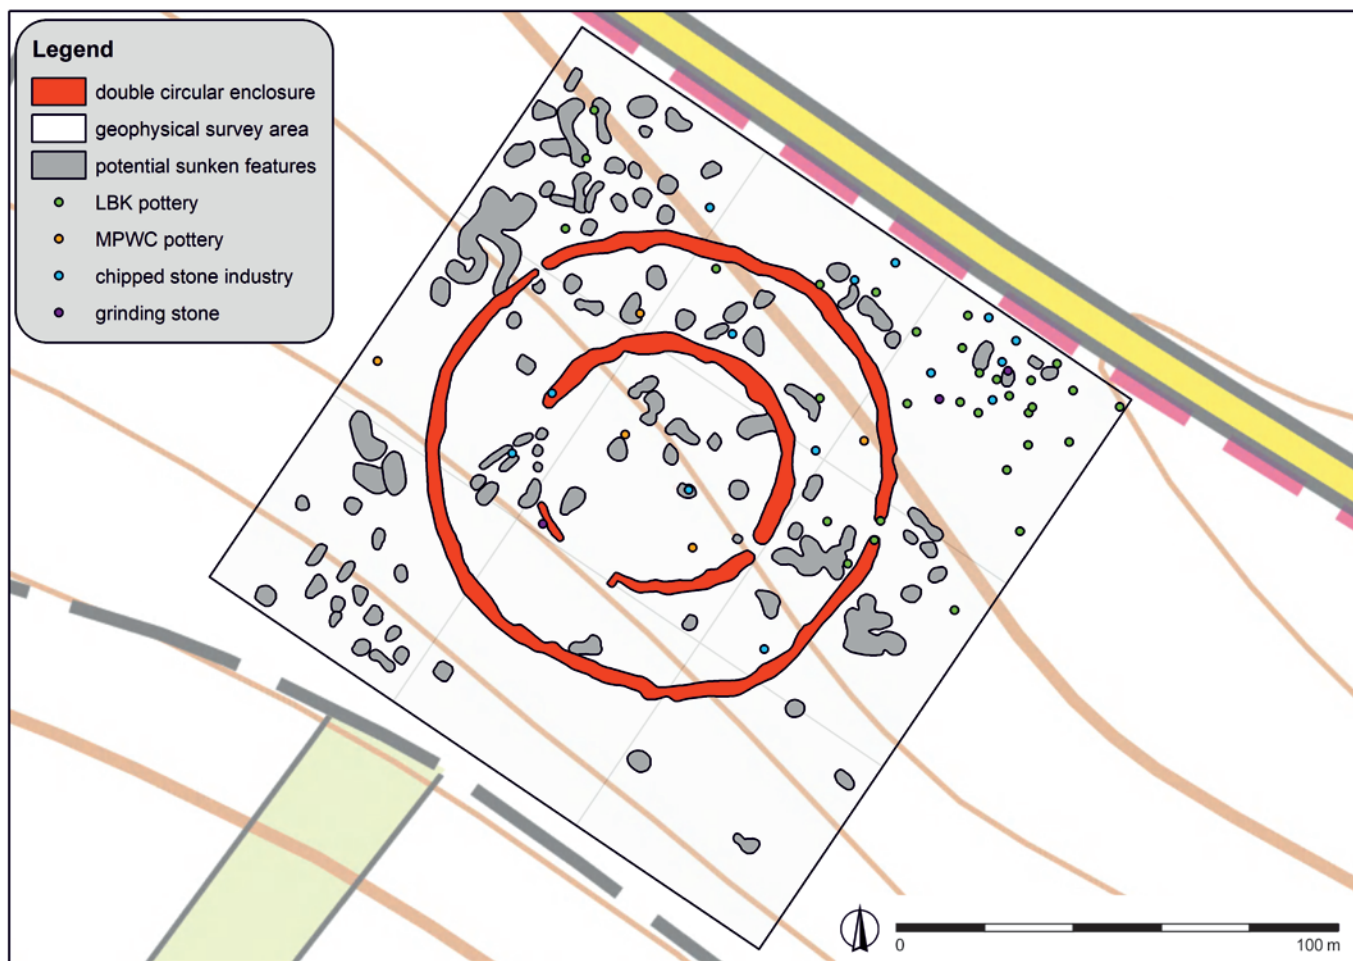 Legend
double circular enclosure
geophysical survey area
potential sunken features
LBK pottery
MPWC pottery
chipped stone industry
grinding stone
0 100 m